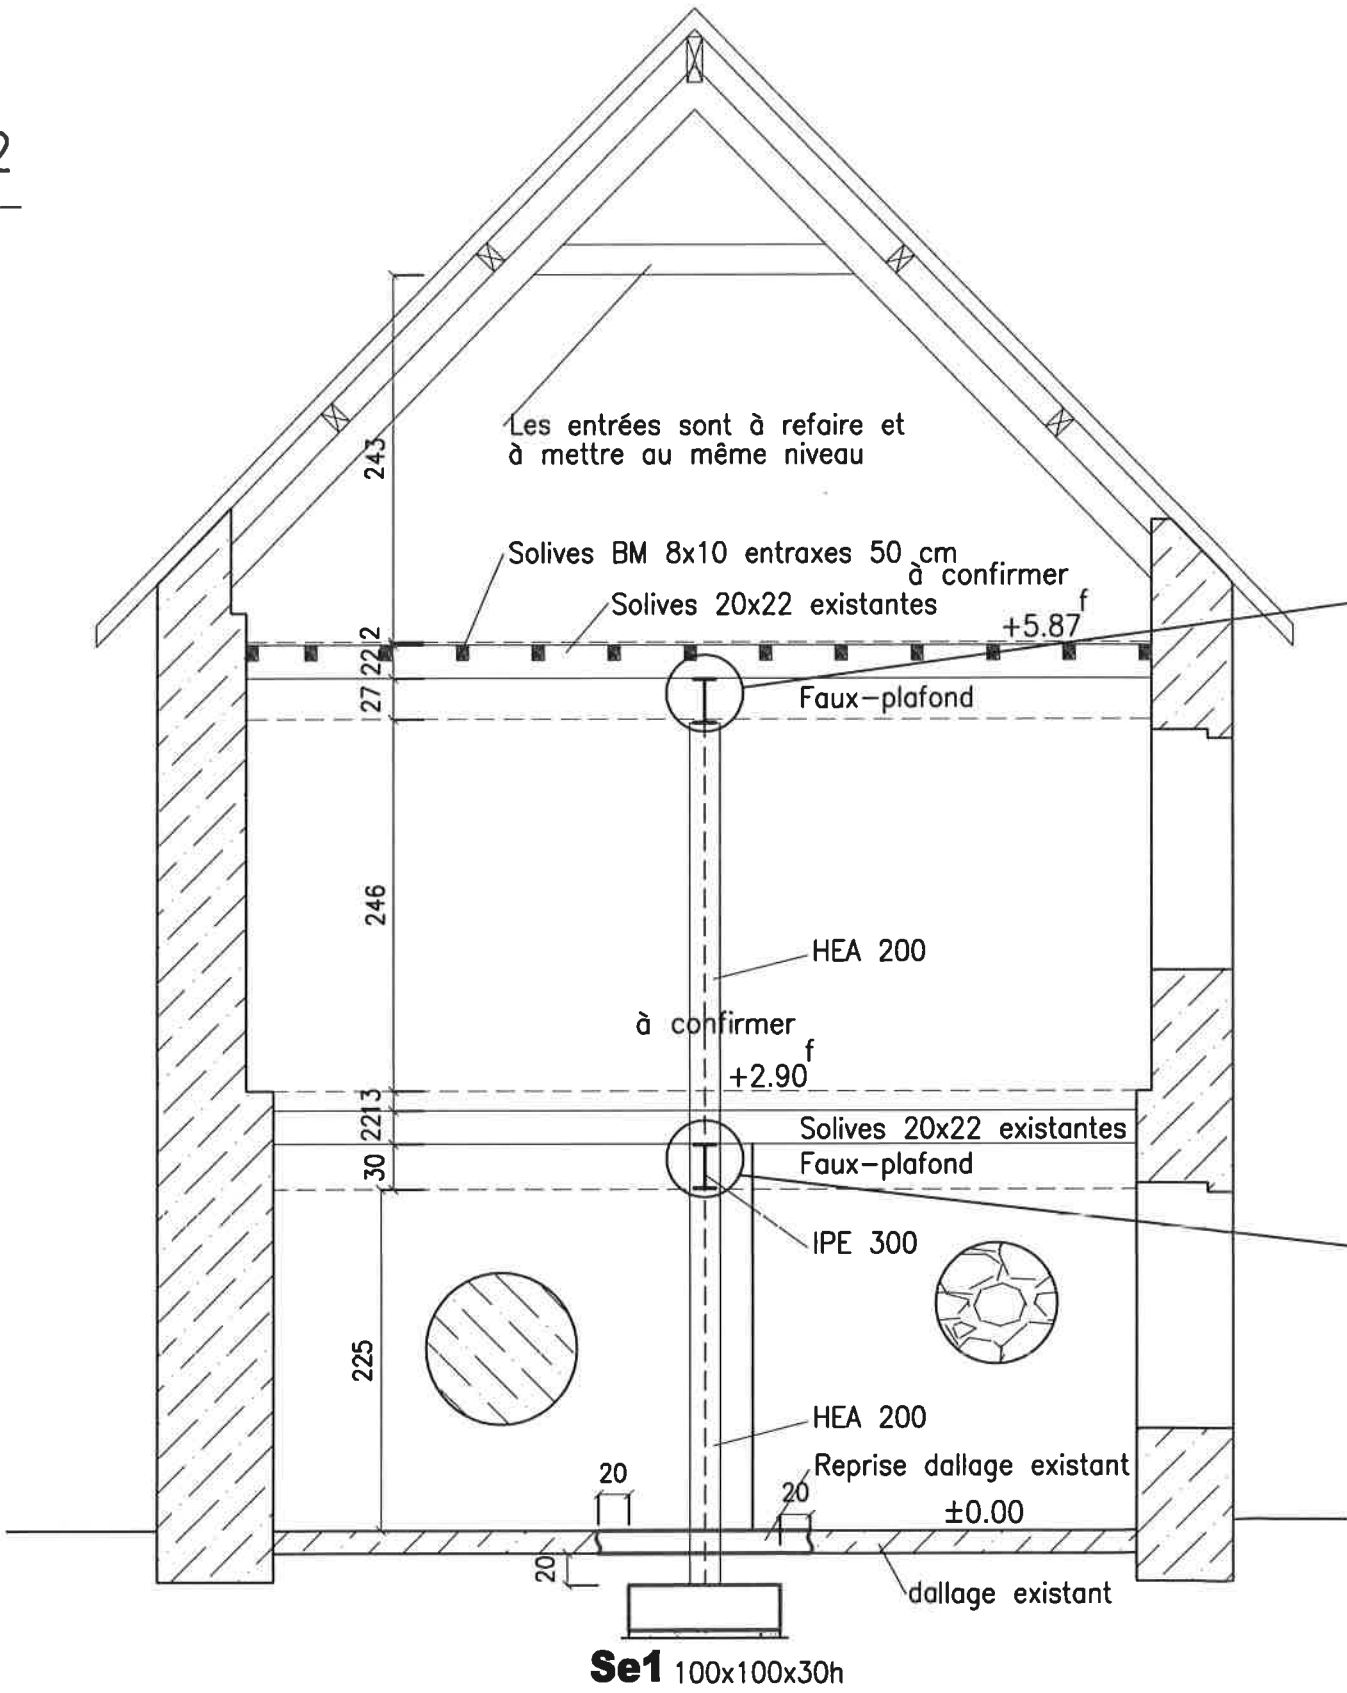 2
243
Les entrées sont à refaire et
à mettre au même niveau
Solives BM 8x10 entraxes 50 cm
à confirmer
Solives 20x22 existantes
f
+5.87
2
22
27
Faux-plafond
246
HEA 200
à confirmer
f
+2.90
13
22
Solives 20x22 existantes
30
Faux-plafond
IPE 300
225
HEA 200
Reprise dallage existant
20
20
±0.00
20
dallage existant
Se1 100x100x30h